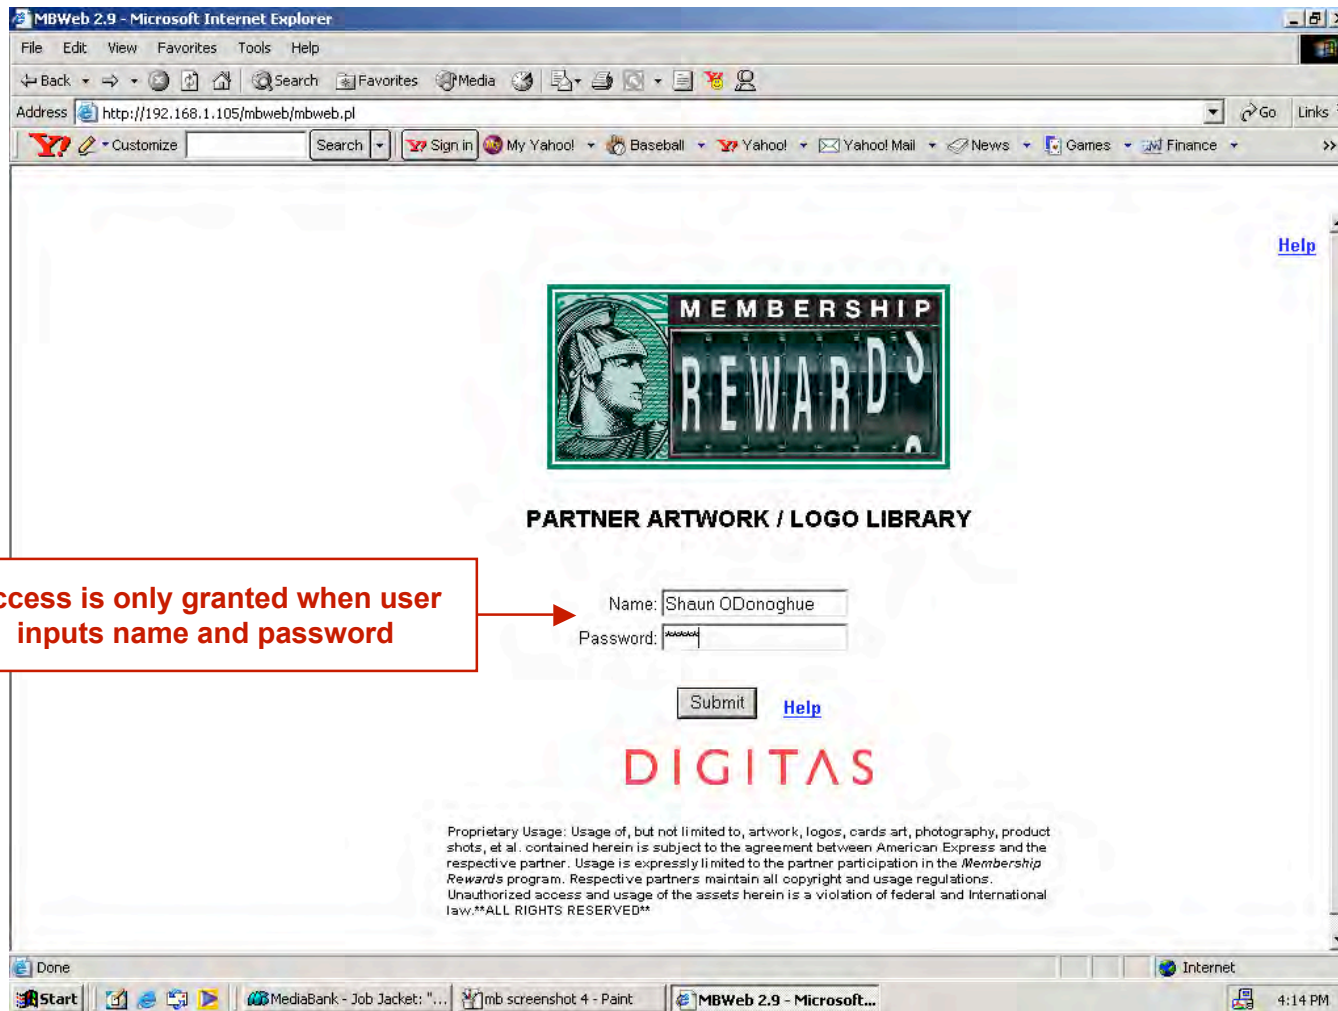 MBWeb 2.9 - Microsoft Internet Explorer
File Edit View Favorites Tools Help
Back Search Favorites Media
Address http://192.168.1.105/mbweb/mbweb.pl Go Links
Y! Customize Search Sign in My Yahoo! Baseball Yahoo! Yahoo! Mail News Games Finance >>
Help
MEMBERSHIP
REWARDS
PARTNER ARTWORK / LOGO LIBRARY
ccess is only granted when user
inputs name and password
Name: Shaun ODonoghue
Password: *****
Submit Help
DIGITAS
Proprietary Usage: Usage of, but not limited to, artwork, logos, cards art, photography, product
shots, et al. contained herein is subject to the agreement between American Express and the
respective partner. Usage is expressly limited to the partner participation in the Membership
Rewards program. Respective partners maintain all copyright and usage regulations.
Unauthorized access and usage of the assets herein is a violation of federal and International
law.**ALL RIGHTS RESERVED**
Done Internet
Start MediaBank - Job Jacket: "... mb screenshot 4 - Paint MBWeb 2.9 - Microsoft... 4:14 PM